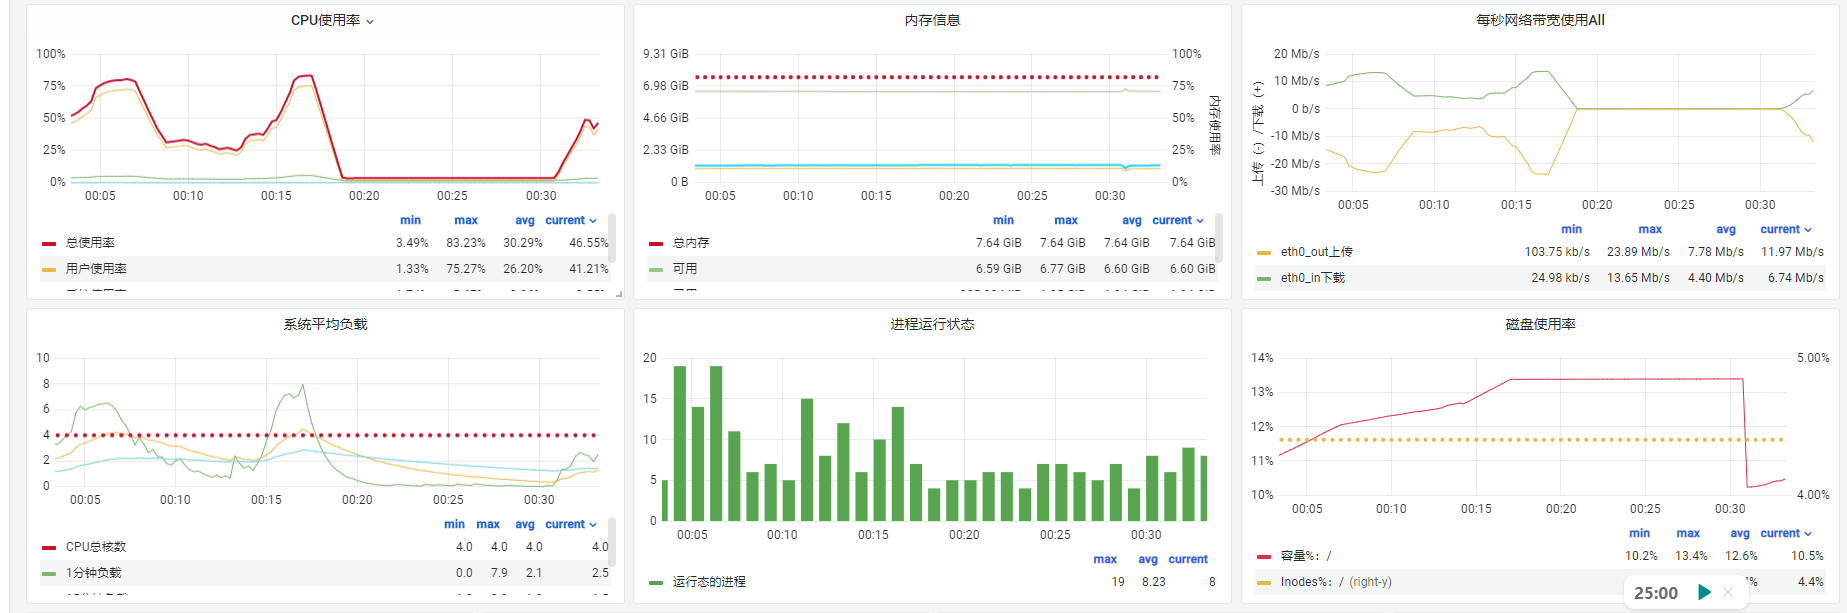 CPU使用率
100%
75%
50%
25%
0%
00:05 00:10 00:15 00:20 00:25 00:30
min max avg current
总使用率 3.49% 83.23% 30.29% 46.55%
用户使用率 1.33% 75.27% 26.20% 41.21%
内存信息
9.31 GiB 100%
6.98 GiB 75%
4.66 GiB 50%
2.33 GiB 25%
0 B 0%
内存使用率
00:05 00:10 00:15 00:20 00:25 00:30
min max avg current
总内存 7.64 GiB 7.64 GiB 7.64 GiB 7.64 GiB
可用 6.59 GiB 6.77 GiB 6.60 GiB 6.60 GiB
每秒网络带宽使用All
上传 (-) /下载 (+)
20 Mb/s
10 Mb/s
0 b/s
-10 Mb/s
-20 Mb/s
-30 Mb/s
00:05 00:10 00:15 00:20 00:25 00:30
min max avg current
eth0_out上传 103.75 kb/s 23.89 Mb/s 7.78 Mb/s 11.97 Mb/s
eth0_in下载 24.98 kb/s 13.65 Mb/s 4.40 Mb/s 6.74 Mb/s
系统平均负载
10
8
6
4
2
0
00:05 00:10 00:15 00:20 00:25 00:30
min max avg current
CPU总核数 4.0 4.0 4.0 4.0
1分钟负载 0.0 7.9 2.1 2.5
进程运行状态
20
15
10
5
0
00:05 00:10 00:15 00:20 00:25 00:30
max avg current
运行态的进程 19 8.23 8
磁盘使用率
14% 5.00%
13%
12%
11%
10% 4.00%
00:05 00:10 00:15 00:20 00:25 00:30
min max avg current
容量%: / 10.2% 13.4% 12.6% 10.5%
Inodes%: / (right-y) 4.4%
25:00